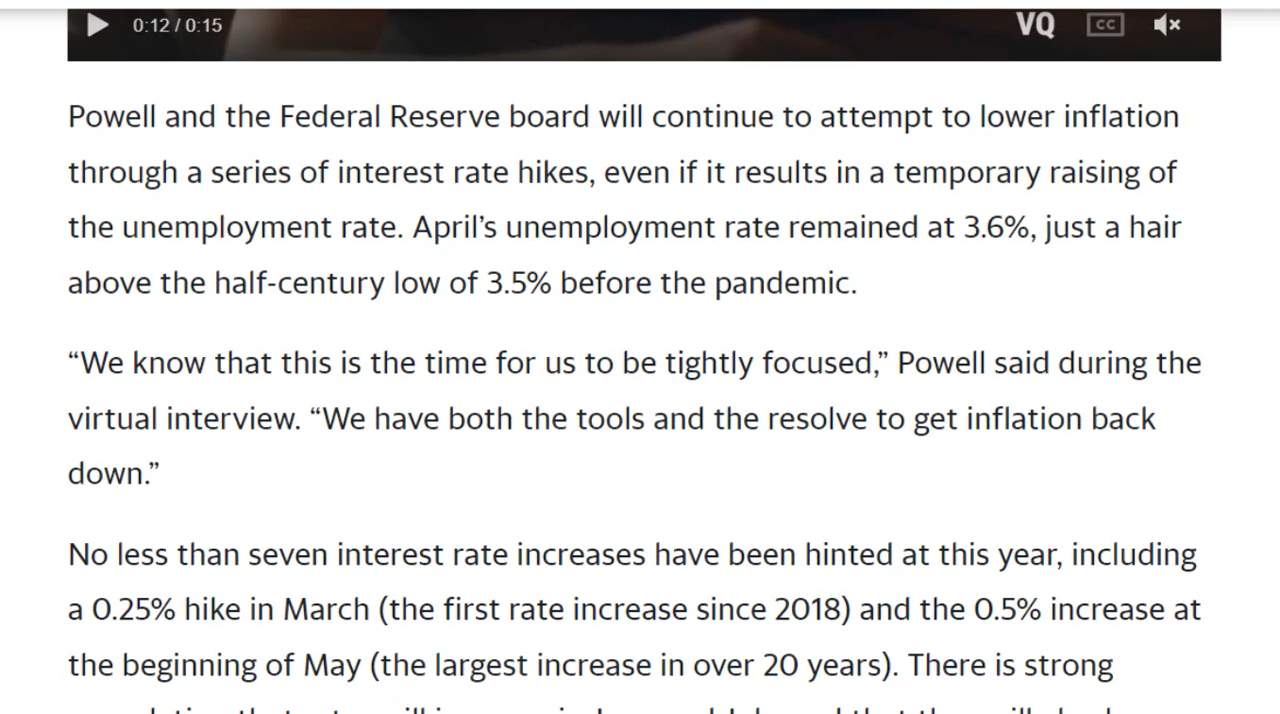 0:12 / 0:15 VQ CC
Powell and the Federal Reserve board will continue to attempt to lower inflation
through a series of interest rate hikes, even if it results in a temporary raising of
the unemployment rate. April’s unemployment rate remained at 3.6%, just a hair
above the half-century low of 3.5% before the pandemic.
“We know that this is the time for us to be tightly focused,” Powell said during the
virtual interview. “We have both the tools and the resolve to get inflation back
down.”
No less than seven interest rate increases have been hinted at this year, including
a 0.25% hike in March (the first rate increase since 2018) and the 0.5% increase at
the beginning of May (the largest increase in over 20 years). There is strong